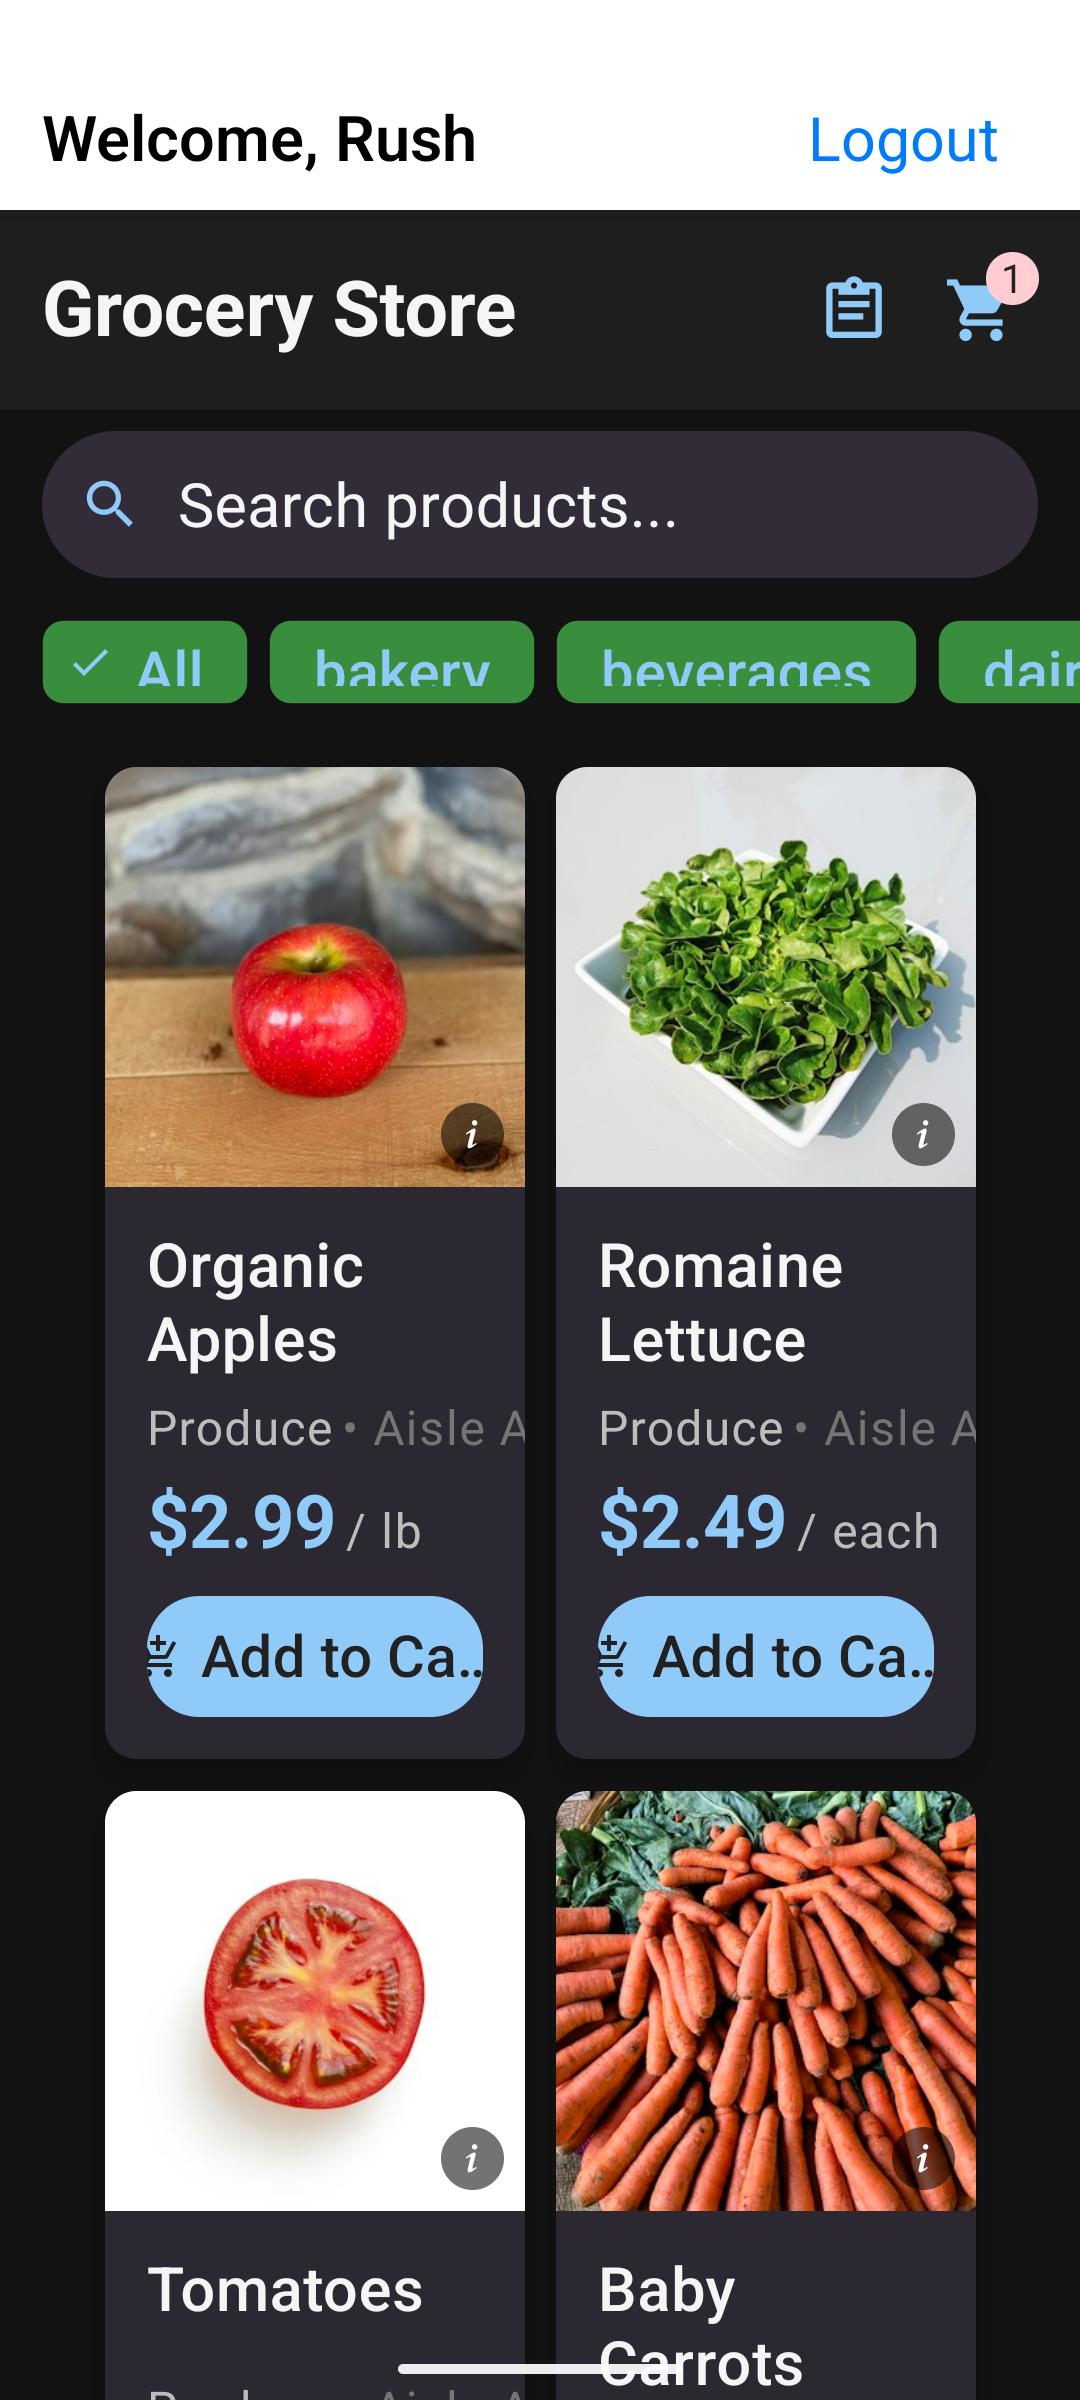 Welcome, Rush
Logout
Grocery Store
1
Search products...
All
bakery
beverages
dair
Organic
Apples
Produce • Aisle A
$2.99 / lb
Add to Ca...
Romaine
Lettuce
Produce • Aisle A
$2.49 / each
Add to Ca...
Tomatoes
Baby
Carrots